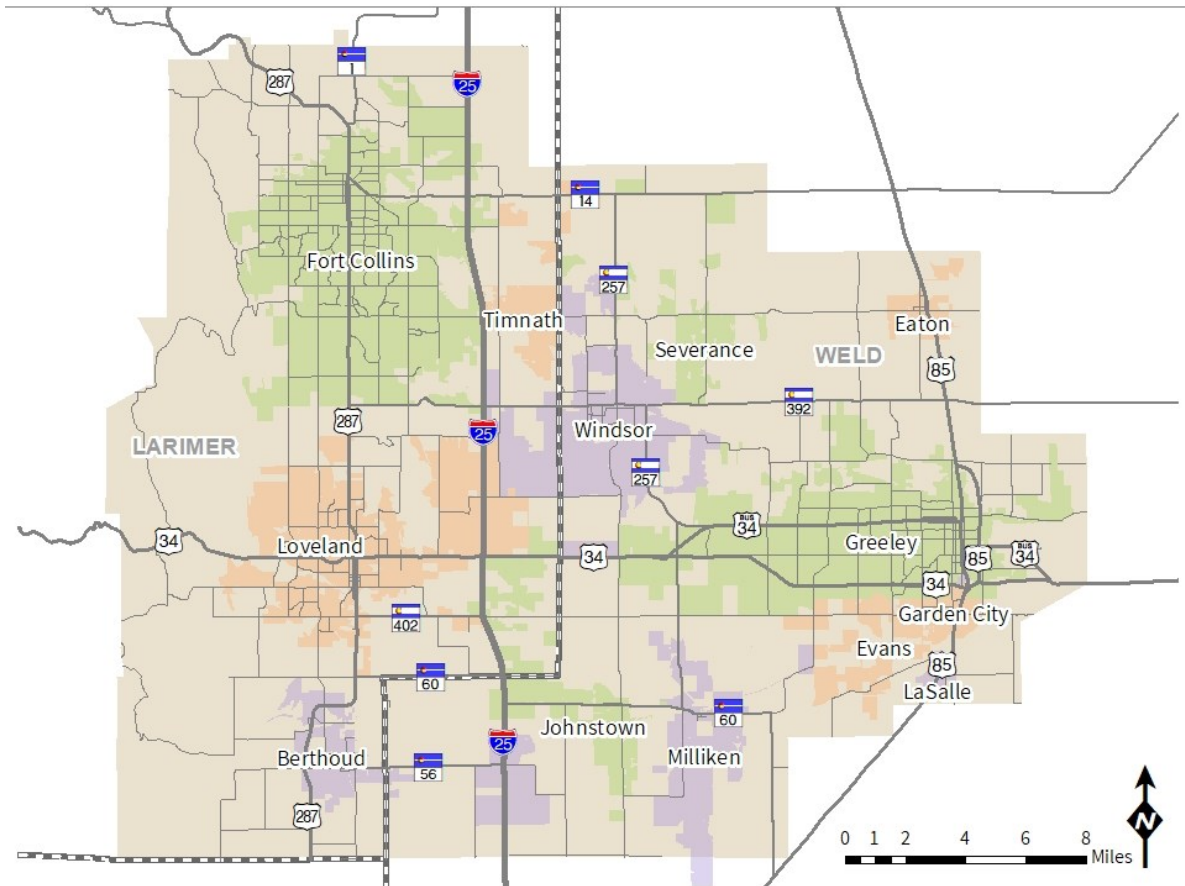 1
287
25
14
Fort Collins
257
Timnath
Eaton
Severance
WELD
85
392
287
25
Windsor
LARIMER
257
BUS
34
34
Loveland
34
Greeley
85
BUS
34
34
402
Garden City
Evans
85
60
LaSalle
60
Johnstown
25
Berthoud
56
Milliken
287
N
0 1 2 4 6 8
Miles